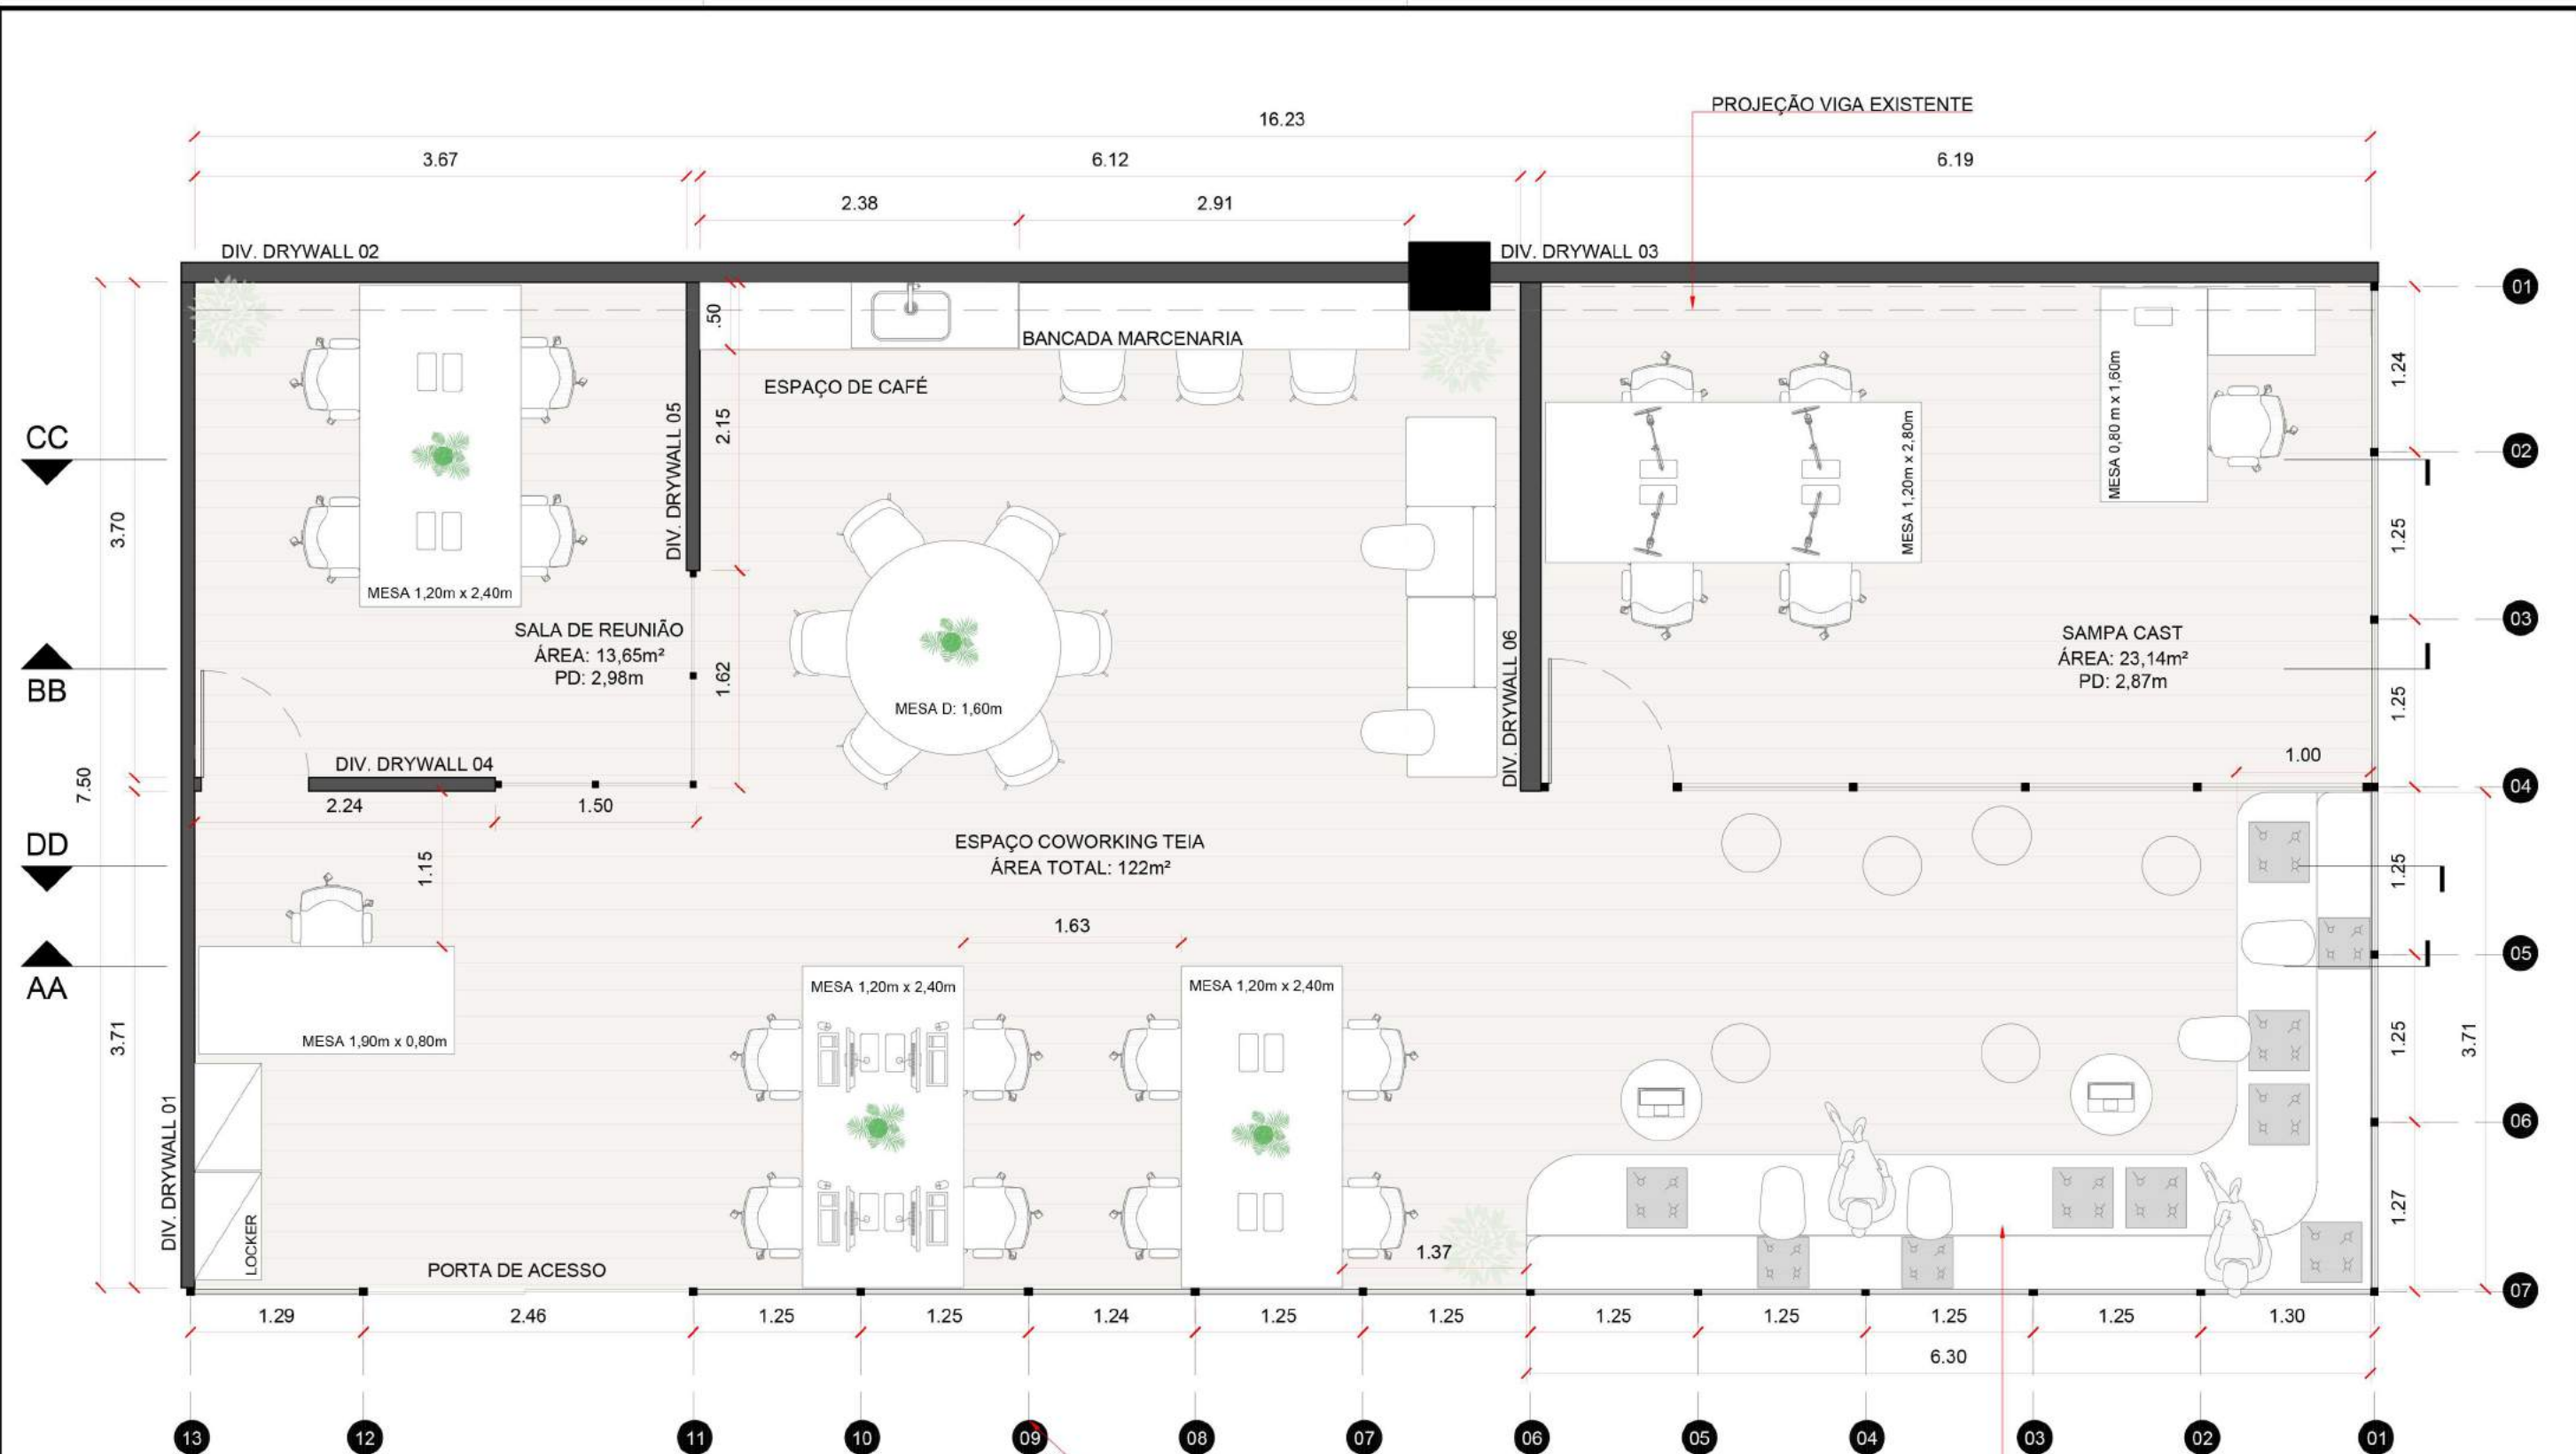 PROJEÇÃO VIGA EXISTENTE
16.23
3.67
6.12
6.19
2.38
2.91
DIV. DRYWALL 02
DIV. DRYWALL 03
01
.50
BANCADA MARCENARIA
ESPAÇO DE CAFÉ
1.24
MESA 0,80 m x 1,60m
CC
2.15
DIV. DRYWALL 05
MESA 1,20m x 2,80m
02
3.70
1.25
MESA 1,20m x 2,40m
SALA DE REUNIÃO
ÁREA: 13,65m²
PD: 2,98m
03
SAMPA CAST
ÁREA: 23,14m²
PD: 2,87m
BB
1.62
MESA D: 1,60m
DIV. DRYWALL 06
1.25
DIV. DRYWALL 04
1.00
7.50
04
2.24
1.50
DD
ESPAÇO COWORKING TEIA
ÁREA TOTAL: 122m²
1.15
1.25
1.63
05
AA
MESA 1,20m x 2,40m
MESA 1,20m x 2,40m
3.71
MESA 1,90m x 0,80m
1.25
3.71
06
DIV. DRYWALL 01
LOCKER
1.27
PORTA DE ACESSO
1.37
07
1.29
2.46
1.25
1.25
1.24
1.25
1.25
1.25
1.25
1.25
1.25
1.30
6.30
13
12
11
10
09
08
07
06
05
04
03
02
01